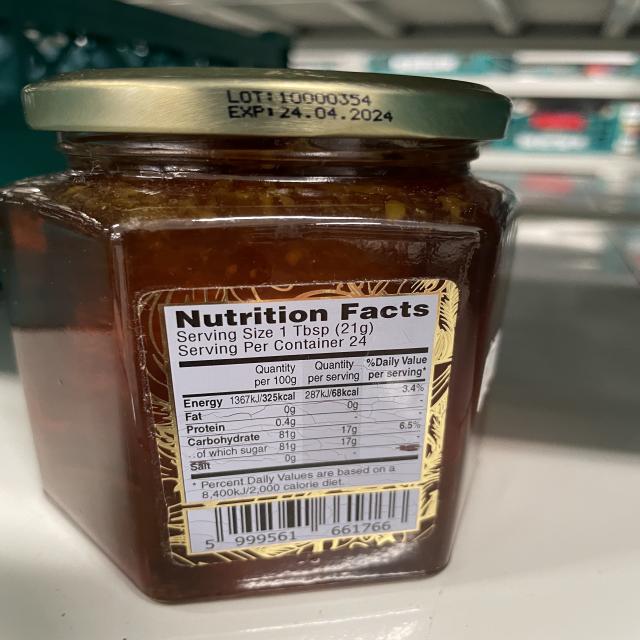 LOT:10000354
EXP:24.04.2024
Nutrition Facts
Serving Size 1 Tbsp (21g)
Serving Per Container 24
Quantity per 100g Quantity per serving %Daily Value per serving*
Energy 1367kJ/325kcal 287kJ/68kcal 3.4%
Fat 0g 0g -
Protein 0.4g - -
Carbohydrate 81g 17g 6.5%
of which sugar 81g 17g
Salt 0g -
* Percent Daily Values are based on a
8,400kJ/2,000 calorie diet.
5 999561 661766